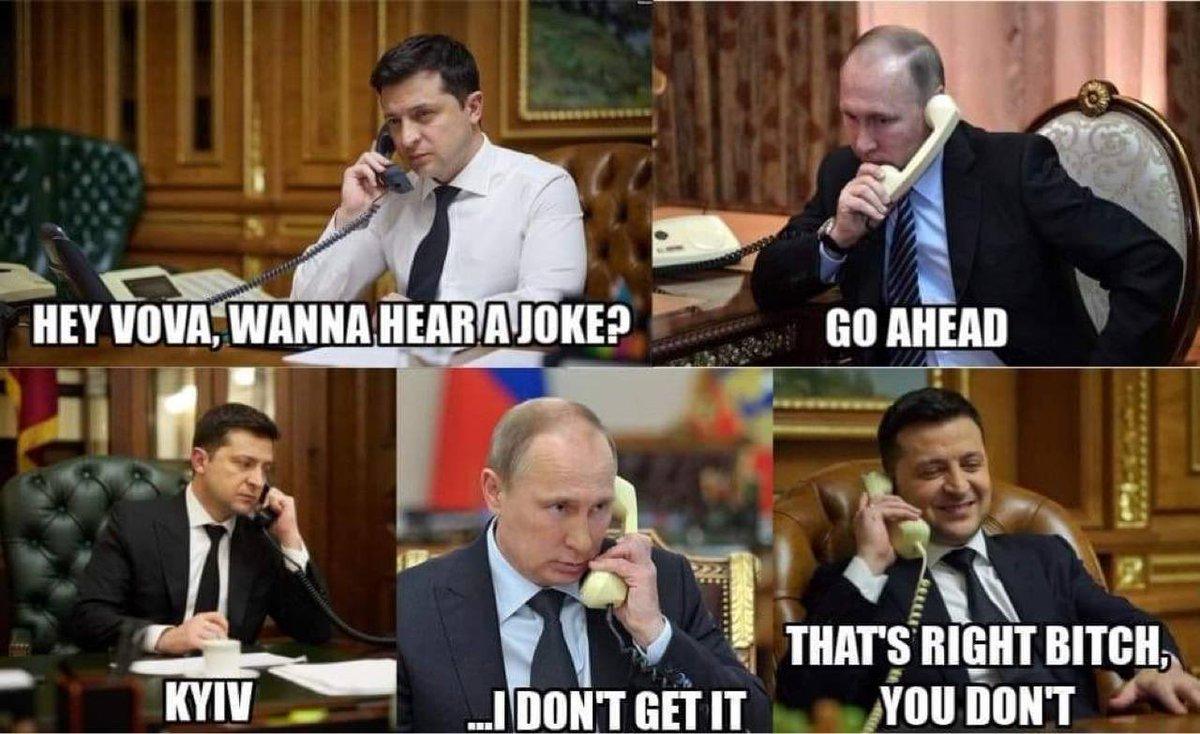 HEY VOVA, WANNA HEAR A JOKE?
GO AHEAD
KYIV
...I DON'T GET IT
THAT'S RIGHT BITCH,
YOU DON'T